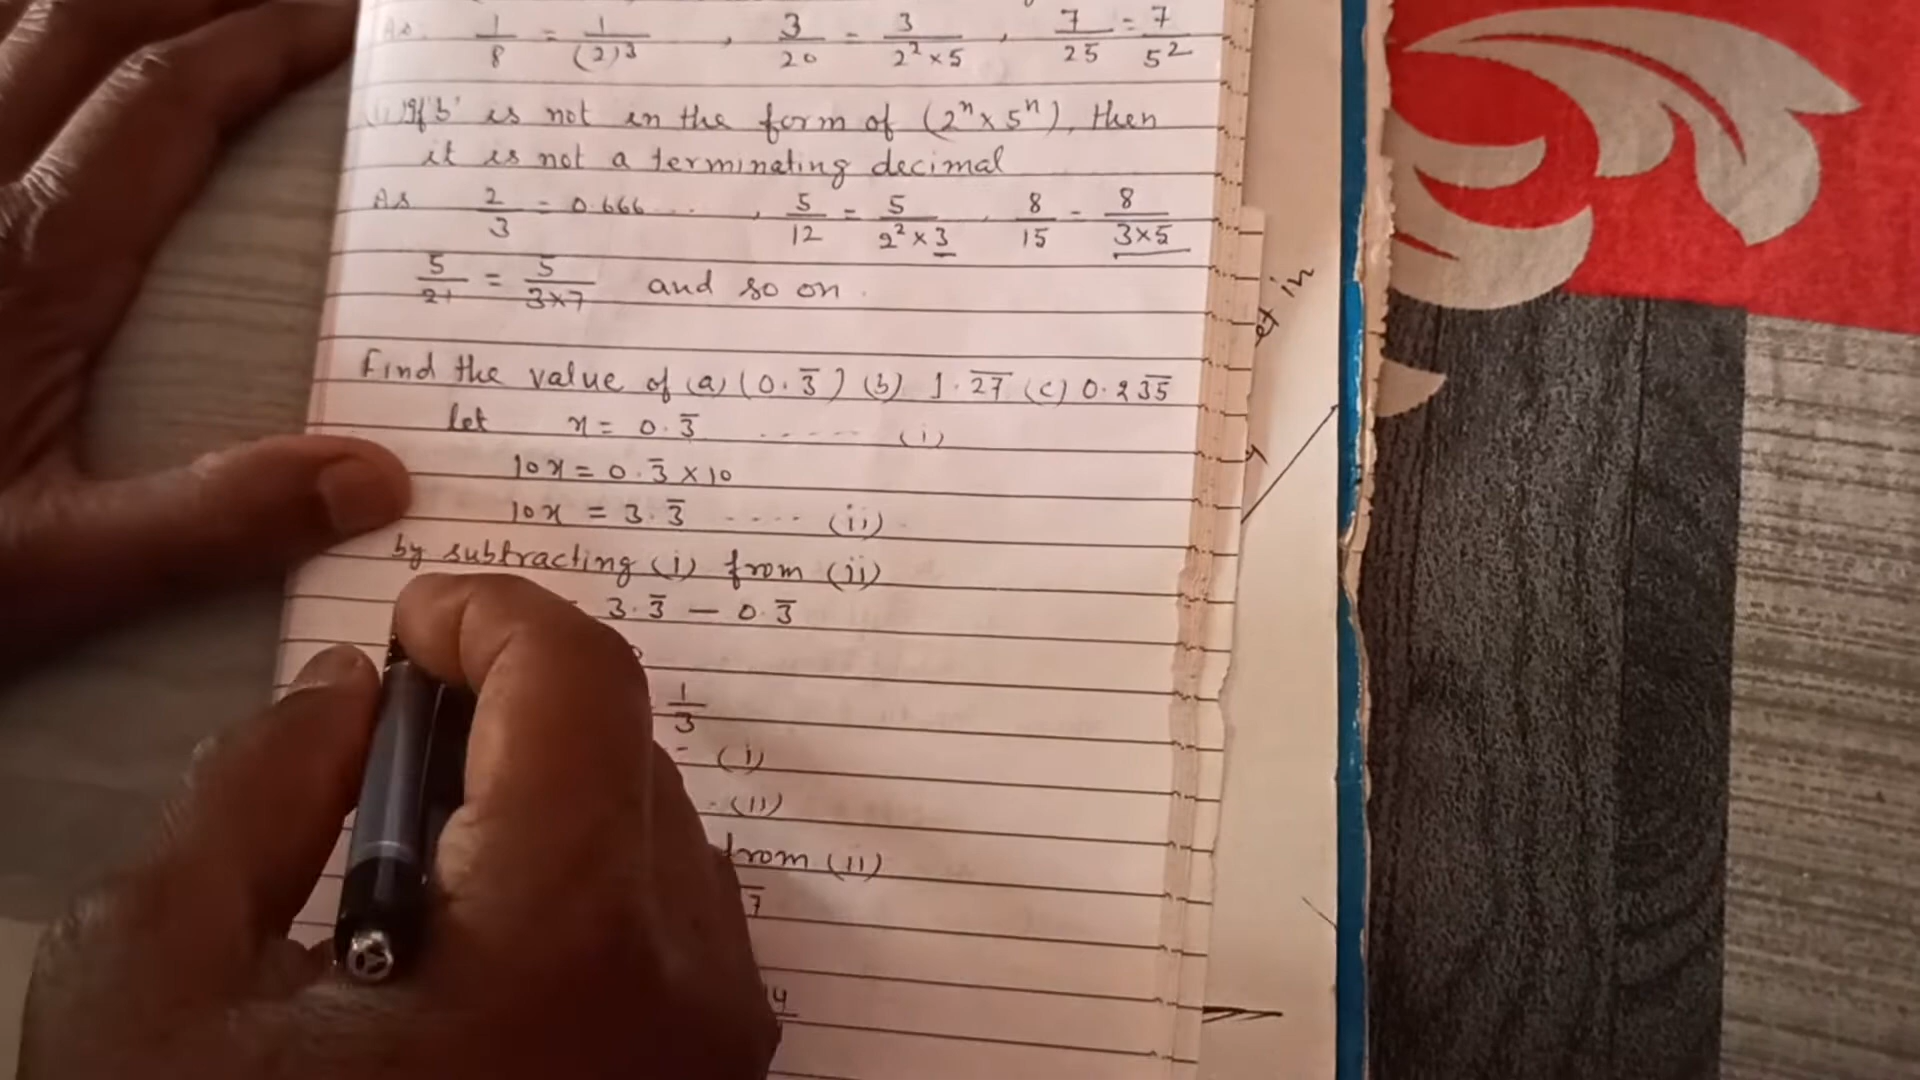 As. 1/8 = 1/(2)³ , 3/20 = 3/2²×5 , 7/25 = 7/5²
If 'b' is not in the form of (2ⁿ × 5ⁿ), then
it is not a terminating decimal
As 2/3 = 0.666... , 5/12 = 5/2²×3 , 8/15 = 8/3×5
5/21 = 5/3×7 and so on.
Find the value of (a) (0.3̅) (b) 1.2̅7̅ (c) 0.23̅5̅
let x = 0.3̅ ...... (i)
10x = 0.3̅ × 10
10x = 3.3̅ .... (ii)
by subtracting (i) from (ii)
= 3.3̅ — 0.3̅
1/3
-- (i)
.. (ii)
from (ii)
7̅
14
et in